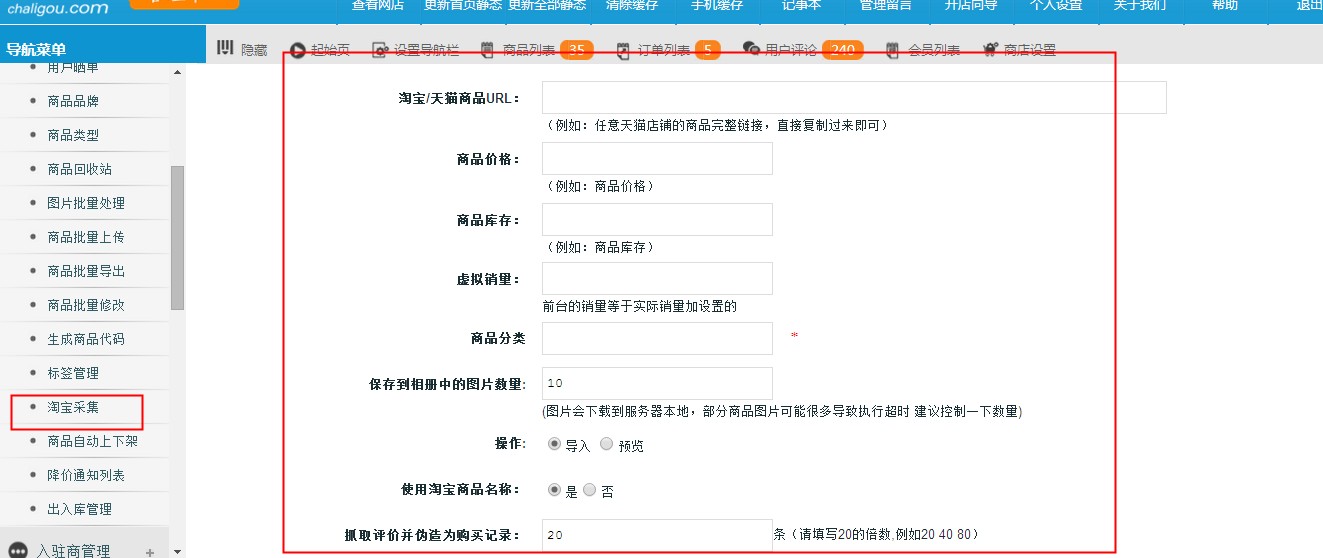 chaligou.com
查看网店 更新首页静态 更新全部静态 清除缓存 手机缓存 记事本 管理留言 开店向导 个人设置 关于我们 帮助 退出
导航菜单
隐藏 起始页 设置导航栏 商品列表 35 订单列表 5 用户评论 240 会员列表 商店设置
用户晒单
商品品牌
商品类型
商品回收站
图片批量处理
商品批量上传
商品批量导出
商品批量修改
生成商品代码
标签管理
淘宝采集
商品自动上下架
降价通知列表
出入库管理
入驻商管理 +
淘宝/天猫商品URL：
（例如：任意天猫店铺的商品完整链接，直接复制过来即可）
商品价格：
（例如：商品价格）
商品库存：
（例如：商品库存）
虚拟销量：
前台的销量等于实际销量加设置的
商品分类 *
保存到相册中的图片数量: 10
(图片会下载到服务器本地，部分商品图片可能很多导致执行超时 建议控制一下数量)
操作: 导入 预览
使用淘宝商品名称： 是 否
抓取评价并伪造为购买记录： 20 条（请填写20的倍数,例如20 40 80）